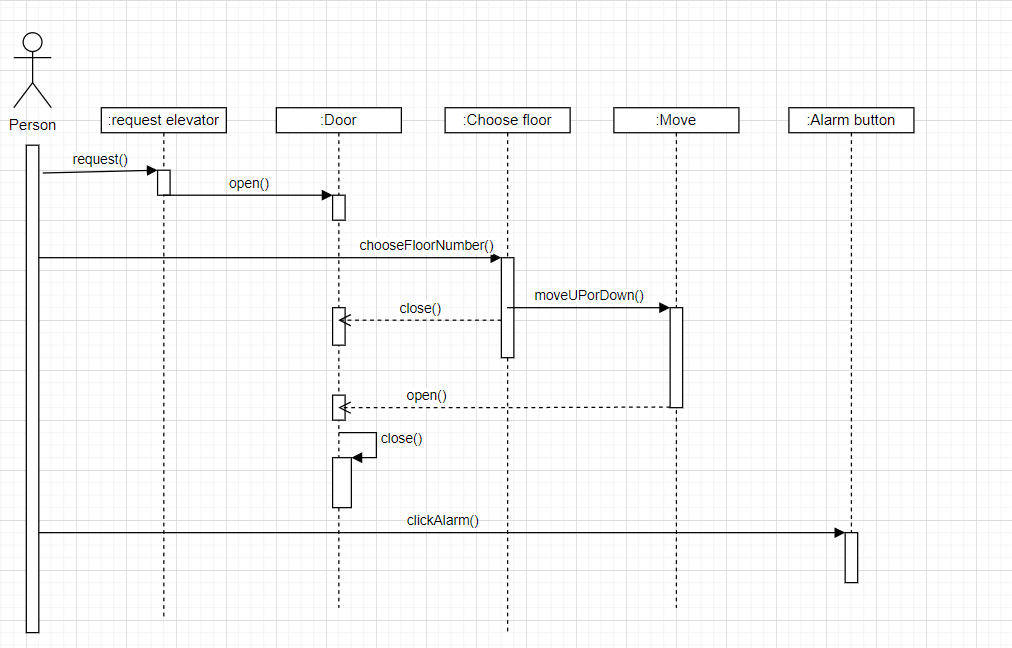 Person
:request elevator
:Door
:Choose floor
:Move
:Alarm button
request()
open()
chooseFloorNumber()
moveUPorDown()
close()
open()
close()
clickAlarm()